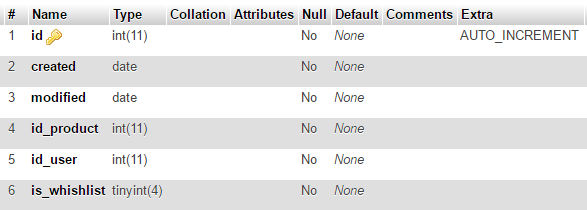 # Name Type Collation Attributes Null Default Comments Extra
1 id int(11) No None AUTO_INCREMENT
2 created date No None
3 modified date No None
4 id_product int(11) No None
5 id_user int(11) No None
6 is_whishlist tinyint(4) No None